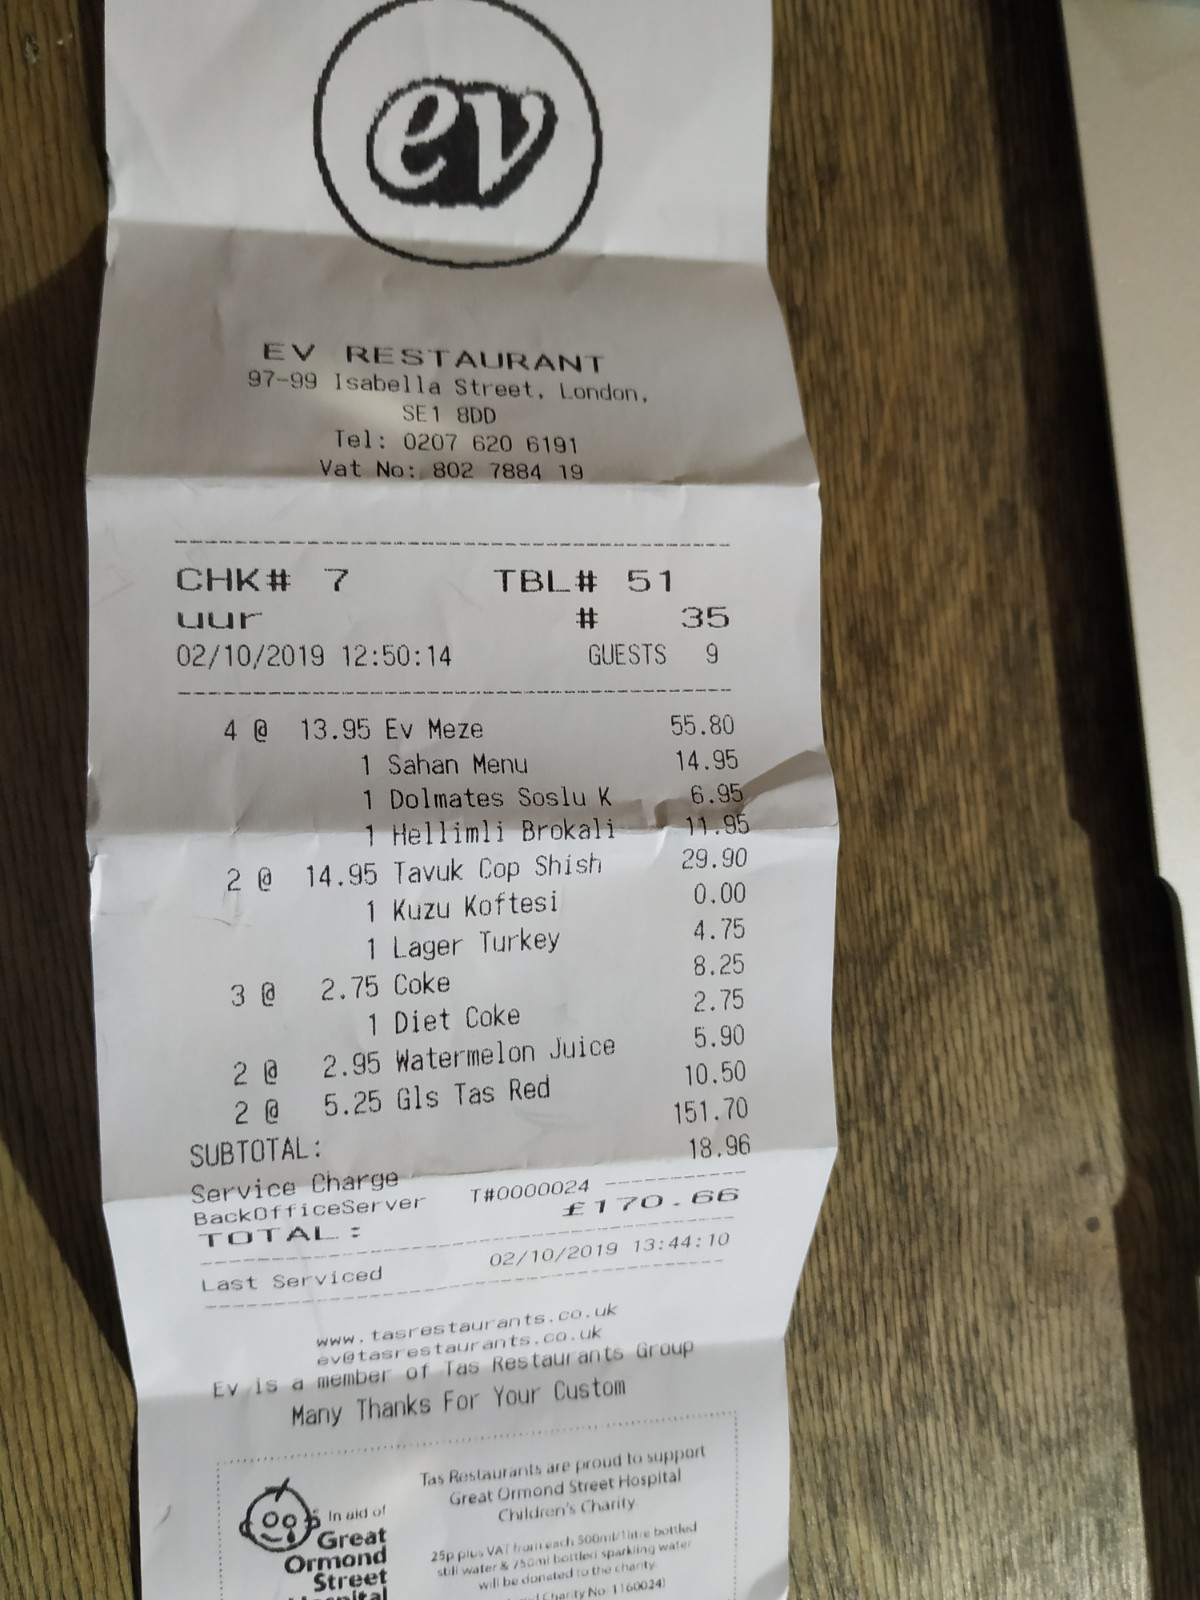 ev
EV RESTAURANT
97-99 Isabella Street, London,
SE1 8DD
Tel: 0207 620 6191
Vat No: 802 7884 19
CHK# 7 TBL# 51
uur # 35
02/10/2019 12:50:14 GUESTS 9
4 @ 13.95 Ev Meze 55.80
1 Sahan Menu 14.95
1 Dolmates Soslu K 6.95
1 Hellimli Brokali 11.95
2 @ 14.95 Tavuk Cop Shish 29.90
1 Kuzu Koftesi 0.00
1 Lager Turkey 4.75
3 @ 2.75 Coke 8.25
1 Diet Coke 2.75
2 @ 2.95 Watermelon Juice 5.90
2 @ 5.25 Gls Tas Red 10.50
SUBTOTAL: 151.70
Service Charge 18.96
BackOfficeServer T#0000024
TOTAL: £170.66
Last Serviced 02/10/2019 13:44:10
www.tasrestaurants.co.uk
ev@tasrestaurants.co.uk
Ev is a member of Tas Restaurants Group
Many Thanks For Your Custom
In aid of
Great
Ormond
Street
Hospital
Tas Restaurants are proud to support
Great Ormond Street Hospital
Children's Charity.
25p plus VAT from each 500ml/1litre bottled
still water & 750ml bottled sparkling water
will be donated to the charity.
Charity No: 1160024)